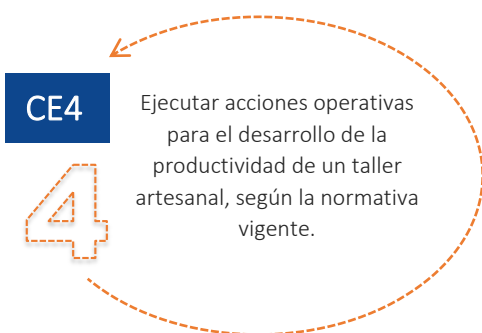 CE4
4
Ejecutar acciones operativas
para el desarrollo de la
productividad de un taller
artesanal, según la normativa
vigente.